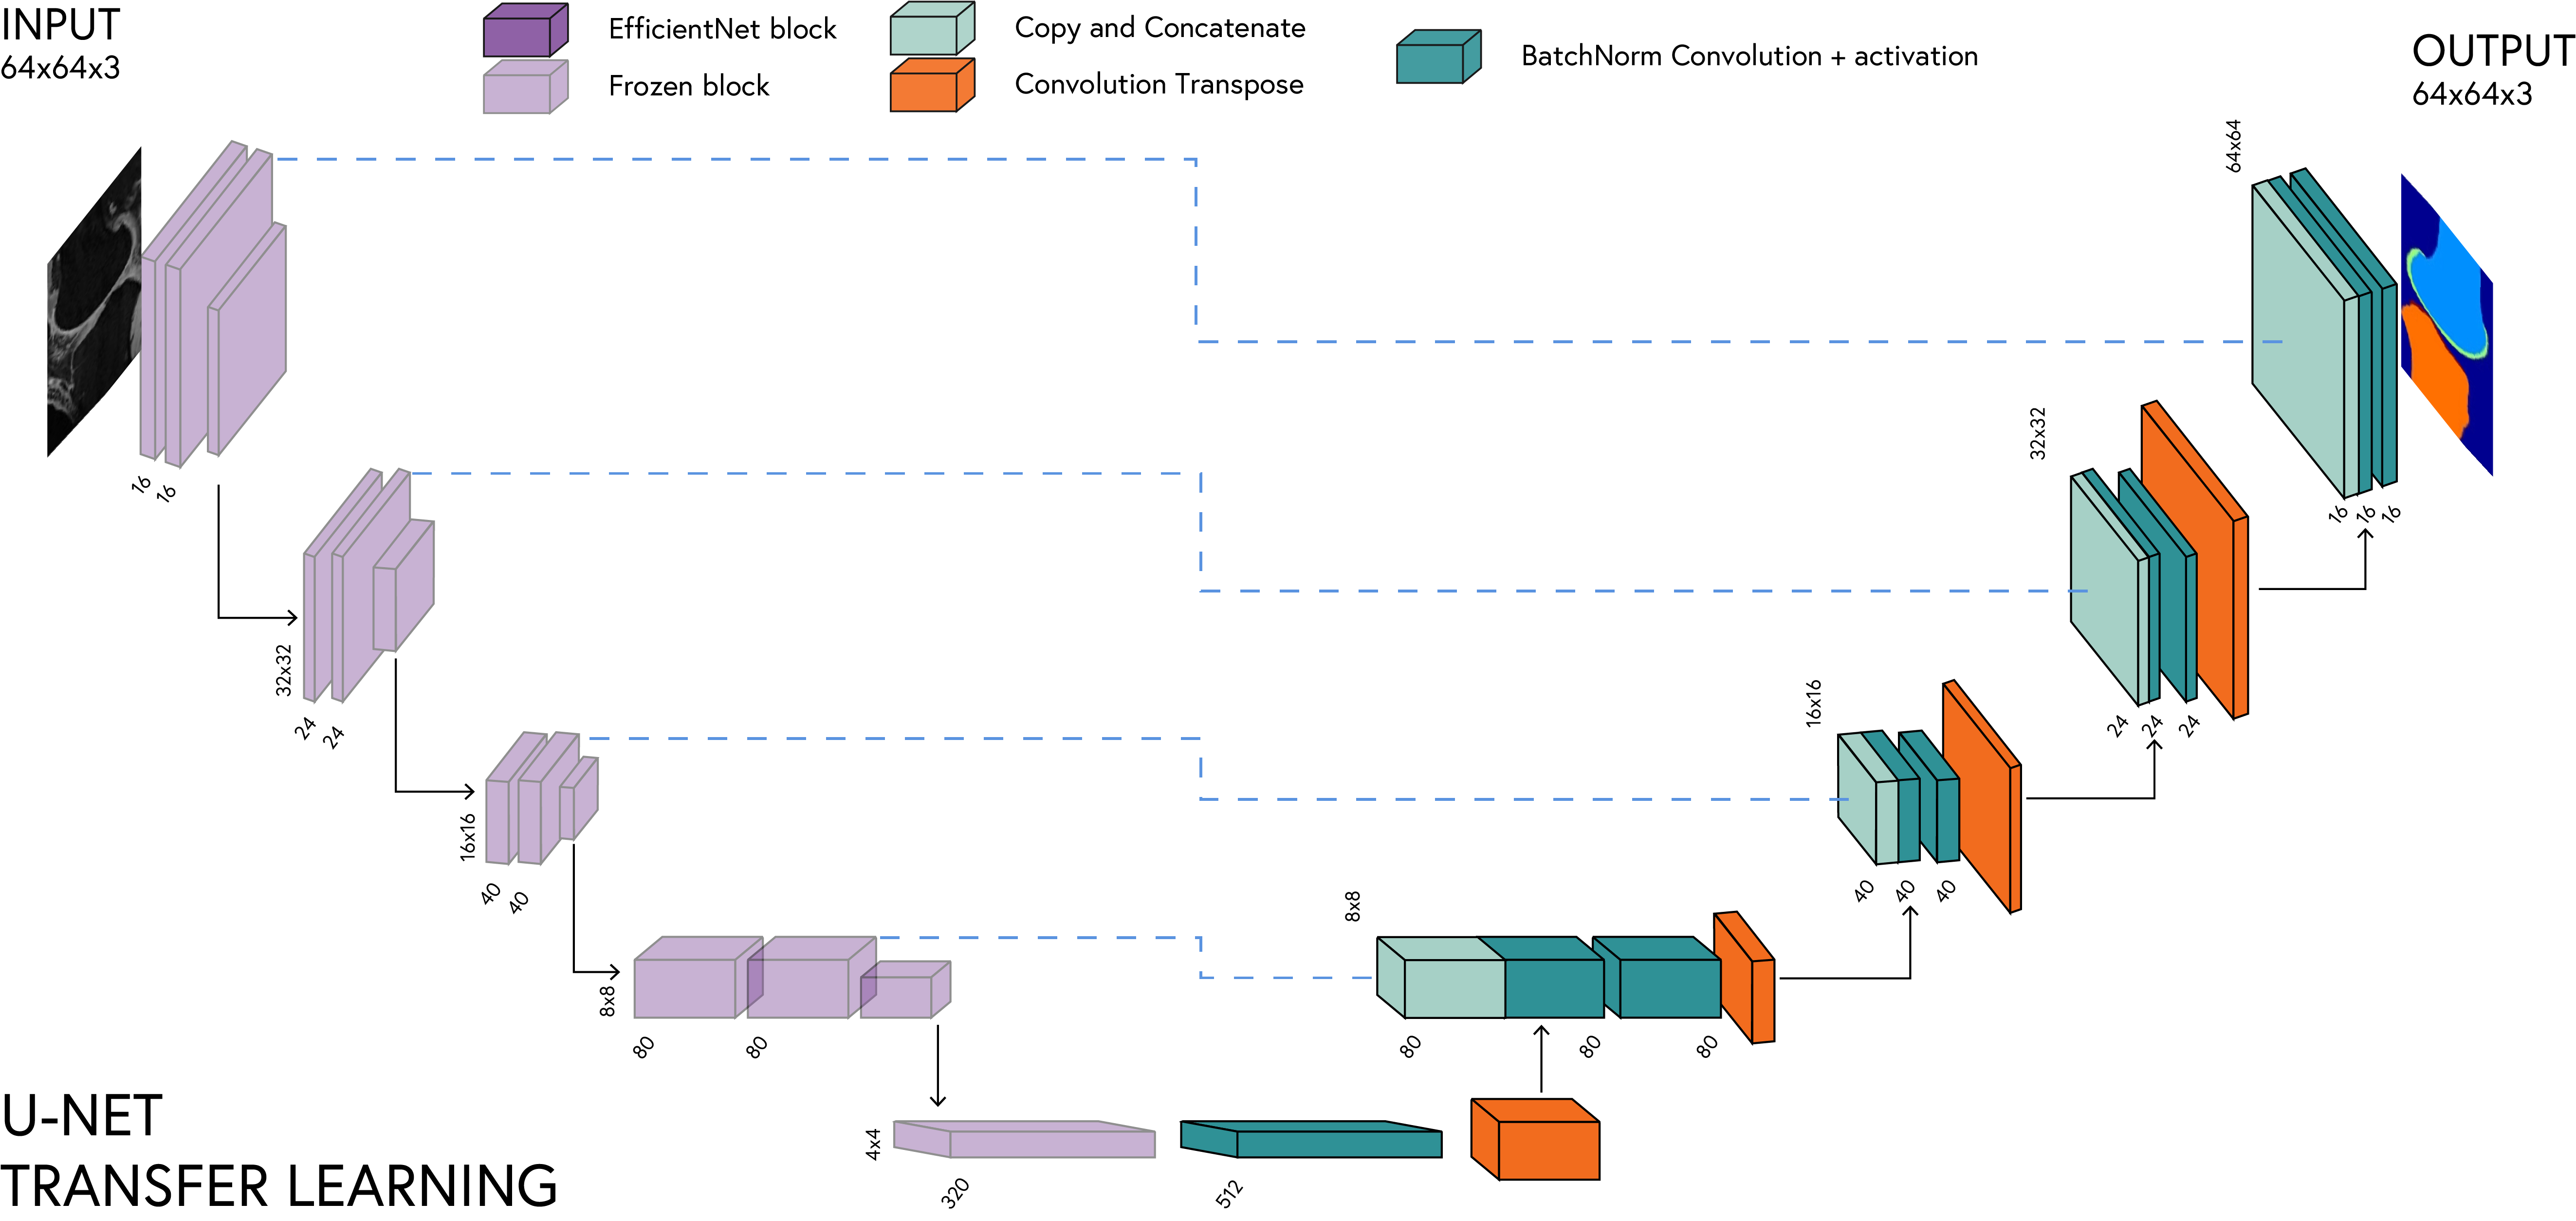 INPUT
64x64x3
EfficientNet block
Frozen block
Copy and Concatenate
Convolution Transpose
BatchNorm Convolution + activation
OUTPUT
64x64x3
16
16
32x32
24
24
16x16
40
40
8x8
80
80
4x4
320
512
8x8
80
80
80
16x16
40
40
40
32x32
24
24
24
64x64
16
16
16
U-NET
TRANSFER LEARNING